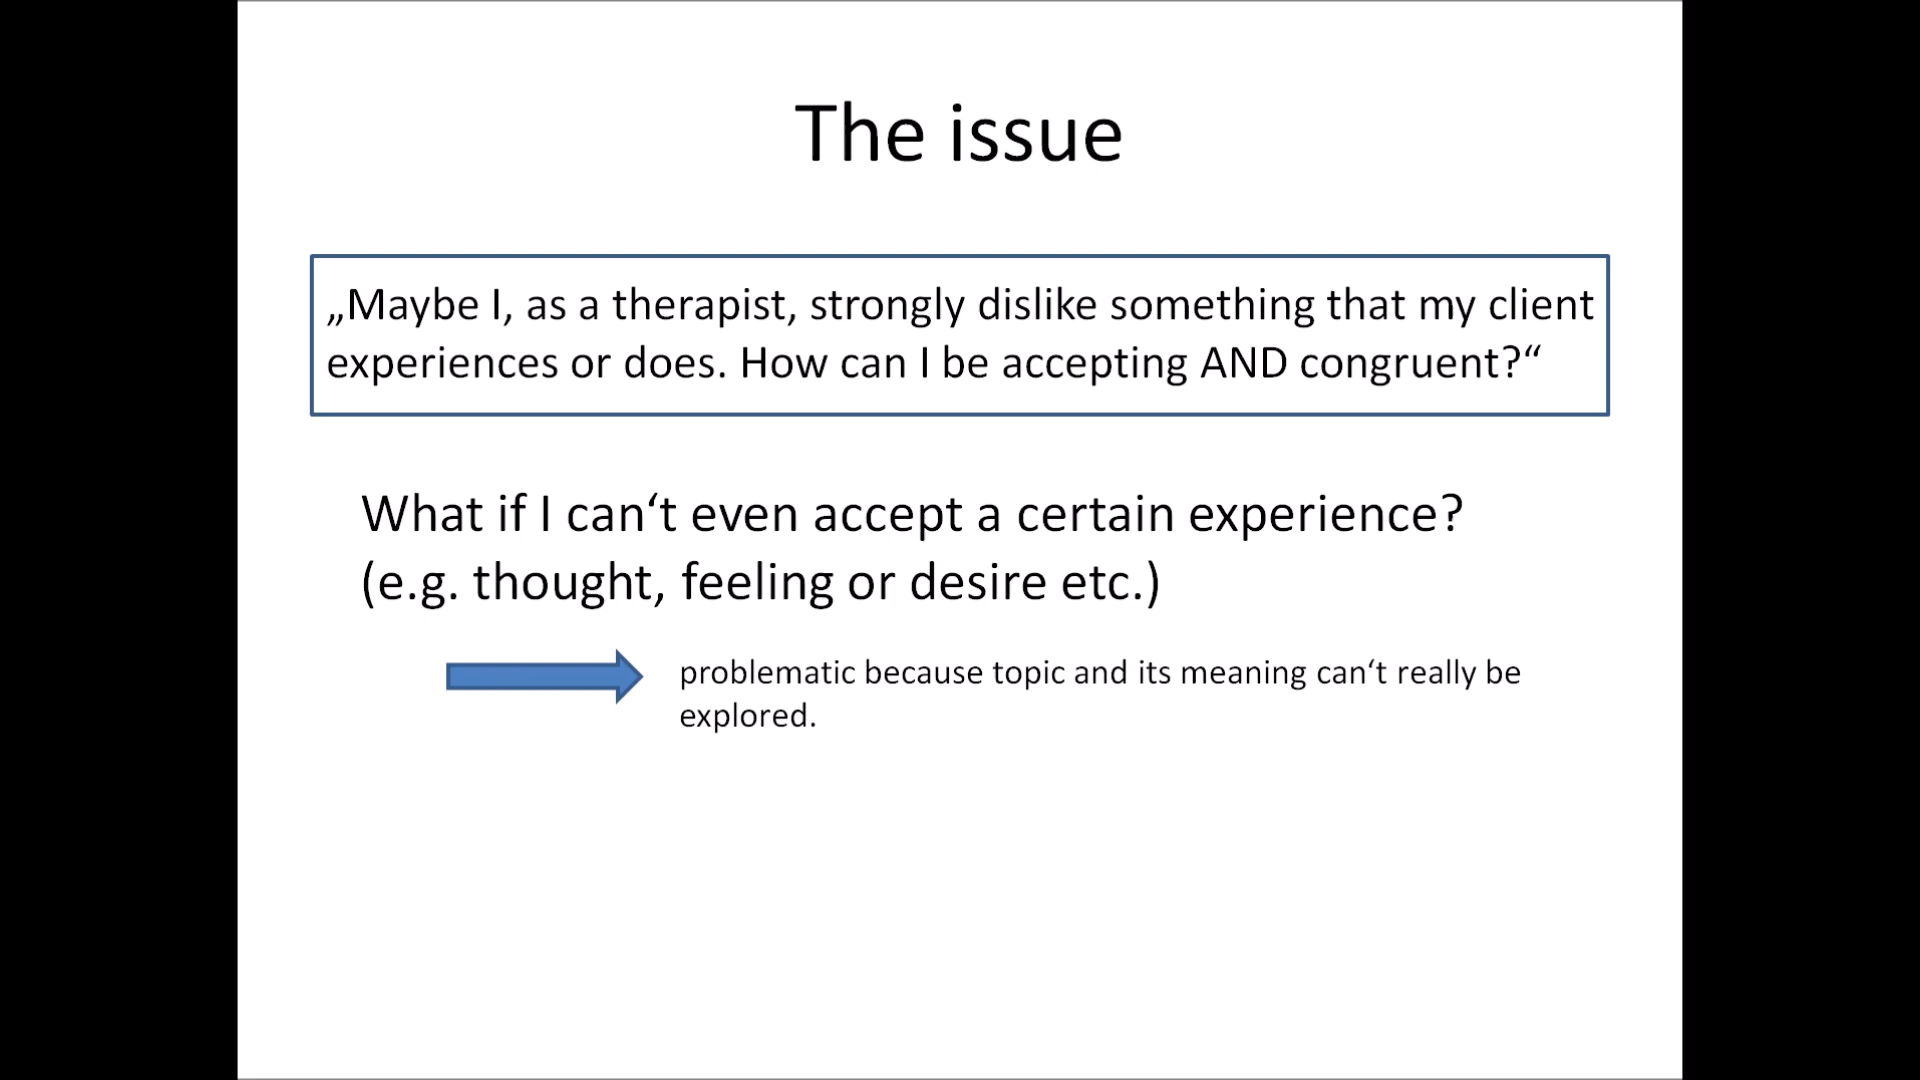 The issue
„Maybe I, as a therapist, strongly dislike something that my client
experiences or does. How can I be accepting AND congruent?“
What if I can‘t even accept a certain experience?
(e.g. thought, feeling or desire etc.)
problematic because topic and its meaning can‘t really be
explored.